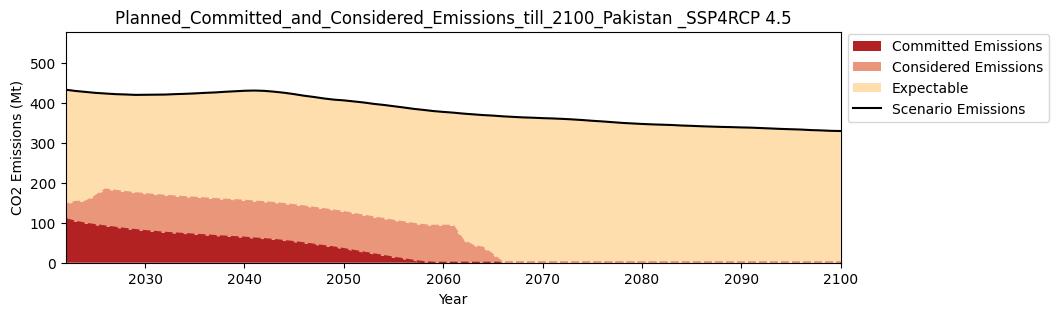 Planned_Committed_and_Considered_Emissions_till_2100_Pakistan _SSP4RCP 4.5
CO2 Emissions (Mt)
500
400
300
200
100
0
2030 2040 2050 2060 2070 2080 2090 2100
Year
Committed Emissions
Considered Emissions
Expectable
Scenario Emissions